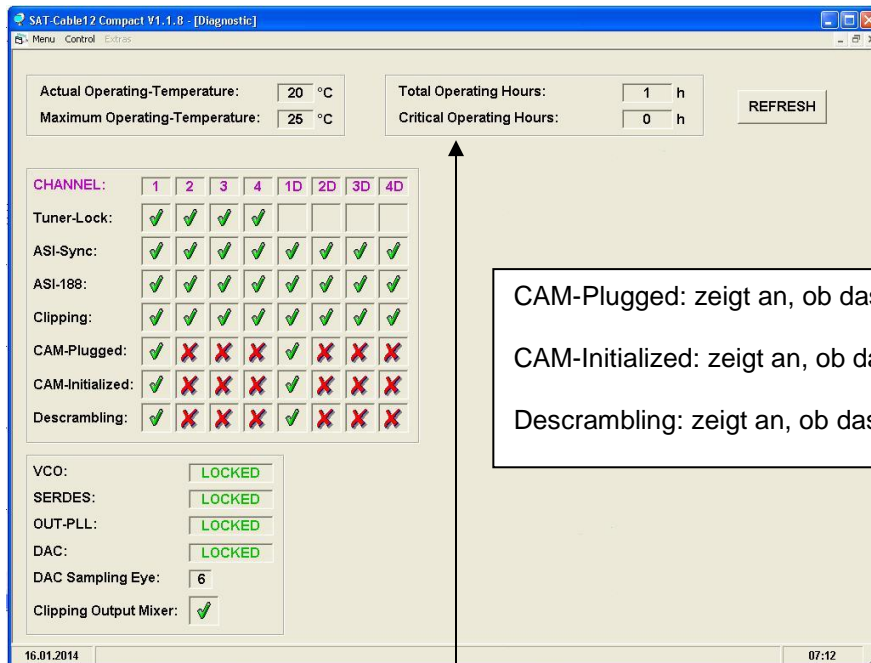 SAT-Cable12 Compact V1.1.8 - [Diagnostic]
Menu Control Extras
Actual Operating-Temperature: 20 °C
Maximum Operating-Temperature: 25 °C
Total Operating Hours: 1 h
Critical Operating Hours: 0 h
REFRESH
CHANNEL: 1 2 3 4 1D 2D 3D 4D
Tuner-Lock:
ASI-Sync:
ASI-188:
Clipping:
CAM-Plugged:
CAM-Initialized:
Descrambling:
CAM-Plugged: zeigt an, ob das
CAM-Initialized: zeigt an, ob da
Descrambling: zeigt an, ob das
VCO: LOCKED
SERDES: LOCKED
OUT-PLL: LOCKED
DAC: LOCKED
DAC Sampling Eye: 6
Clipping Output Mixer:
16.01.2014 07:12